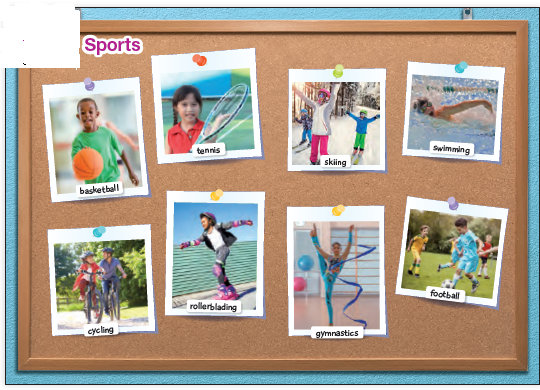 Sports
basketball
tennis
skiing
swimming
cycling
rollerblading
gymnastics
football